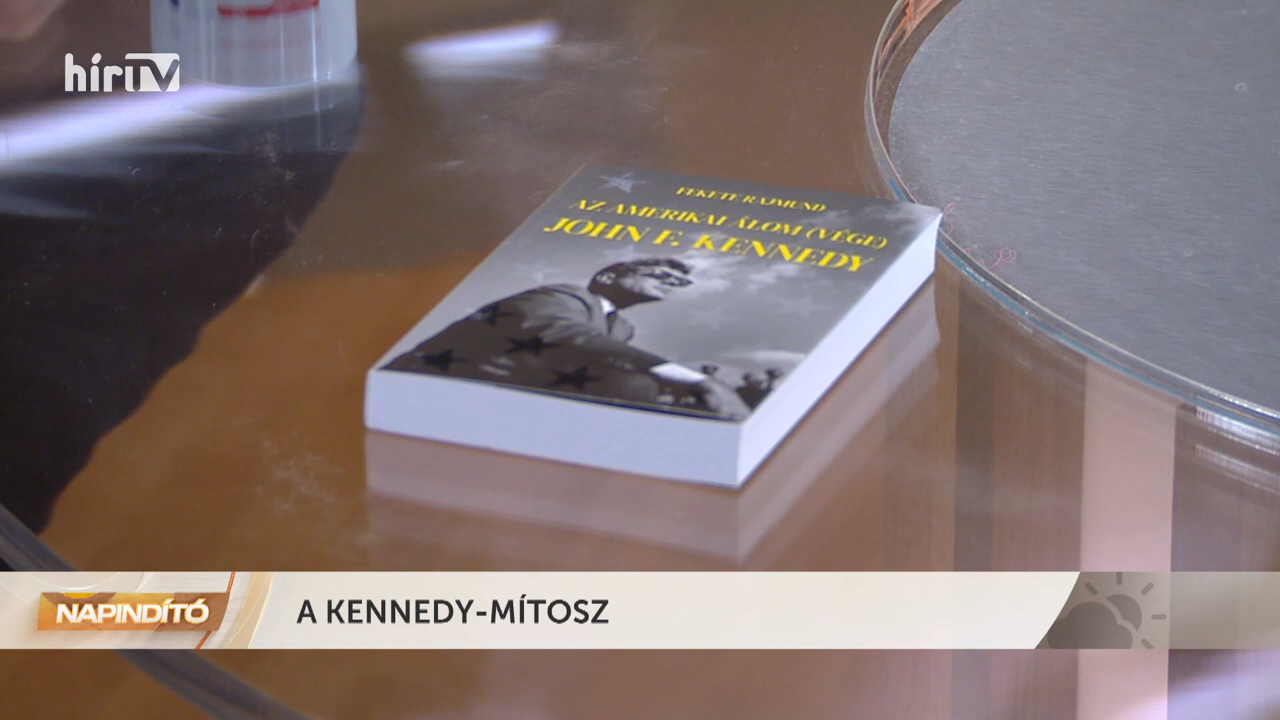 hírTV
FEKETE RAJMUND
AZ AMERIKAI ÁLOM (VÉGE)
JOHN F. KENNEDY
NAPINDÍTÓ
A KENNEDY-MÍTOSZ